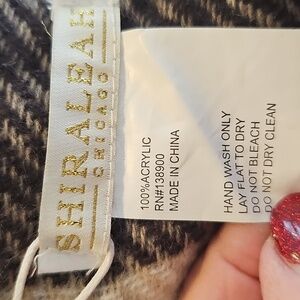 SHIRALEAH
CHICAGO
100% ACRYLIC
RN#138900
MADE IN CHINA
HAND WASH ONLY
LAY FLAT TO DRY
DO NOT BLEACH
DO NOT DRY CLEAN